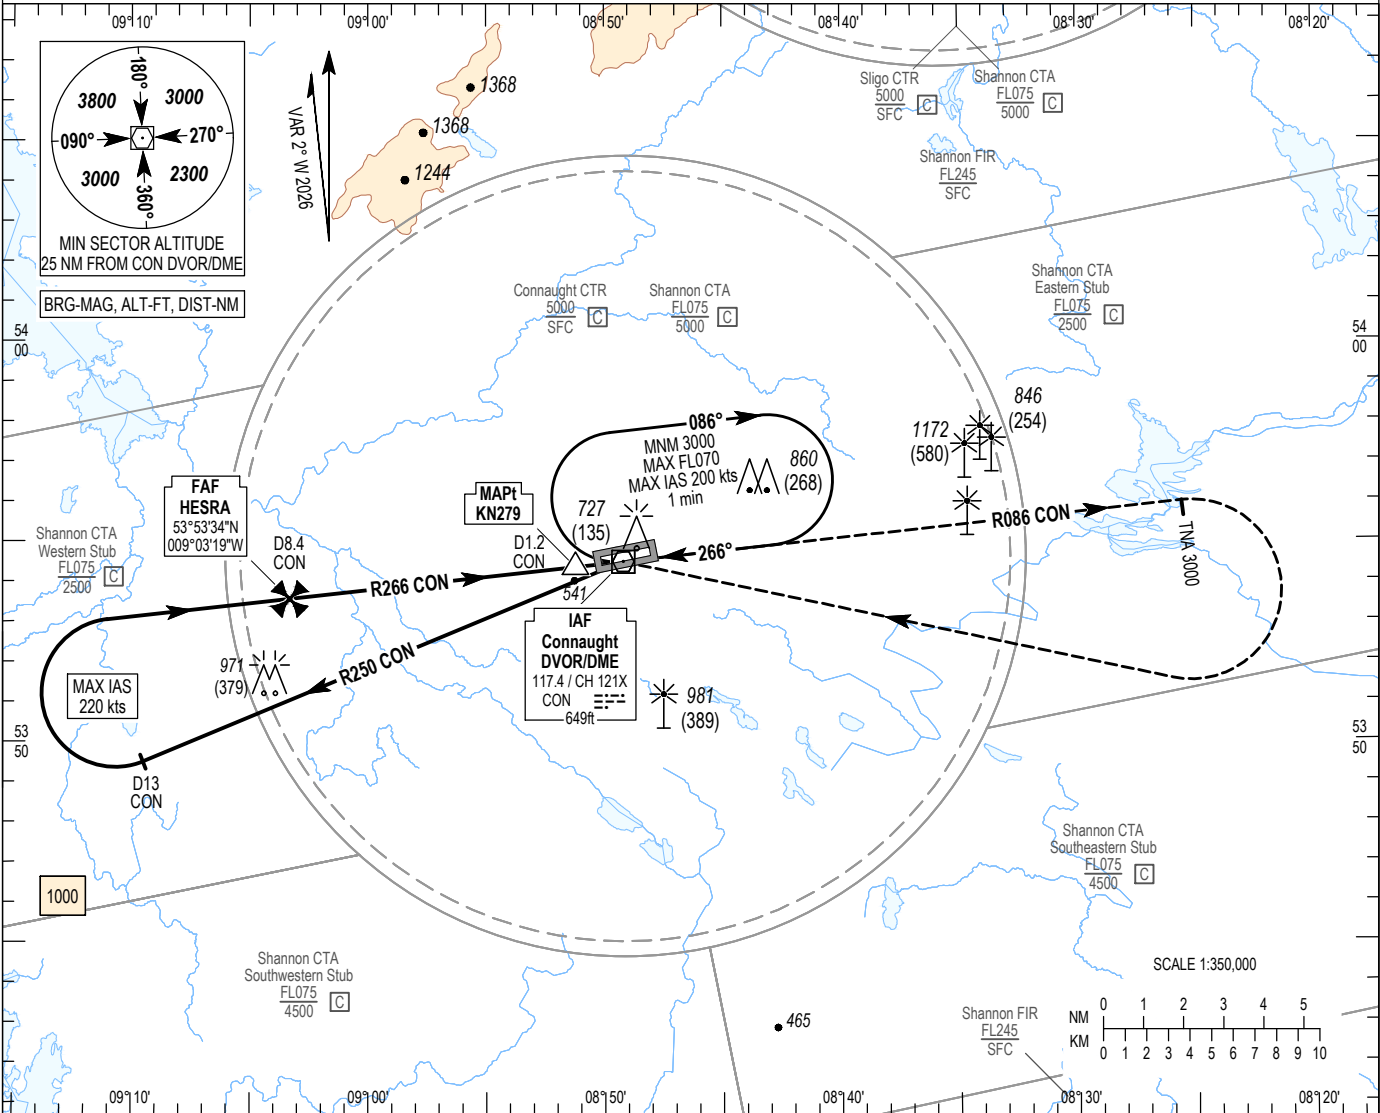 09°10'
09°00'
08°50'
08°40'
08°30'
08°20'
180°
3800
3000
090°
270°
3000
2300
360°
MIN SECTOR ALTITUDE
25 NM FROM CON DVOR/DME
BRG-MAG, ALT-FT, DIST-NM
VAR 2° W 2026
1368
1368
1244
Sligo CTR
5000
SFC
C
Shannon CTA
FL075
5000
C
Shannon FIR
FL245
SFC
Connaught CTR
5000
SFC
C
Shannon CTA
FL075
5000
C
Shannon CTA
Eastern Stub
FL075
2500
C
54
00
54
00
086°
MNM 3000
MAX FL070
MAX IAS 200 kts
1 min
860
(268)
1172
(580)
846
(254)
FAF
HESRA
53°53'34"N
009°03'19"W
D8.4
CON
MAPt
KN279
D1.2
CON
727
(135)
541
266°
R086 CON
TNA 3000
Shannon CTA
Western Stub
FL075
2500
C
R266 CON
R250 CON
971
(379)
MAX IAS
220 kts
D13
CON
IAF
Connaught
DVOR/DME
117.4 / CH 121X
CON
649ft
981
(389)
53
50
53
50
1000
Shannon CTA
Southeastern Stub
FL075
4500
C
Shannon CTA
Southwestern Stub
FL075
4500
C
465
Shannon FIR
FL245
SFC
SCALE 1:350,000
NM
0 1 2 3 4 5
KM
0 1 2 3 4 5 6 7 8 9 10
09°10'
09°00'
08°50'
08°40'
08°30'
08°20'